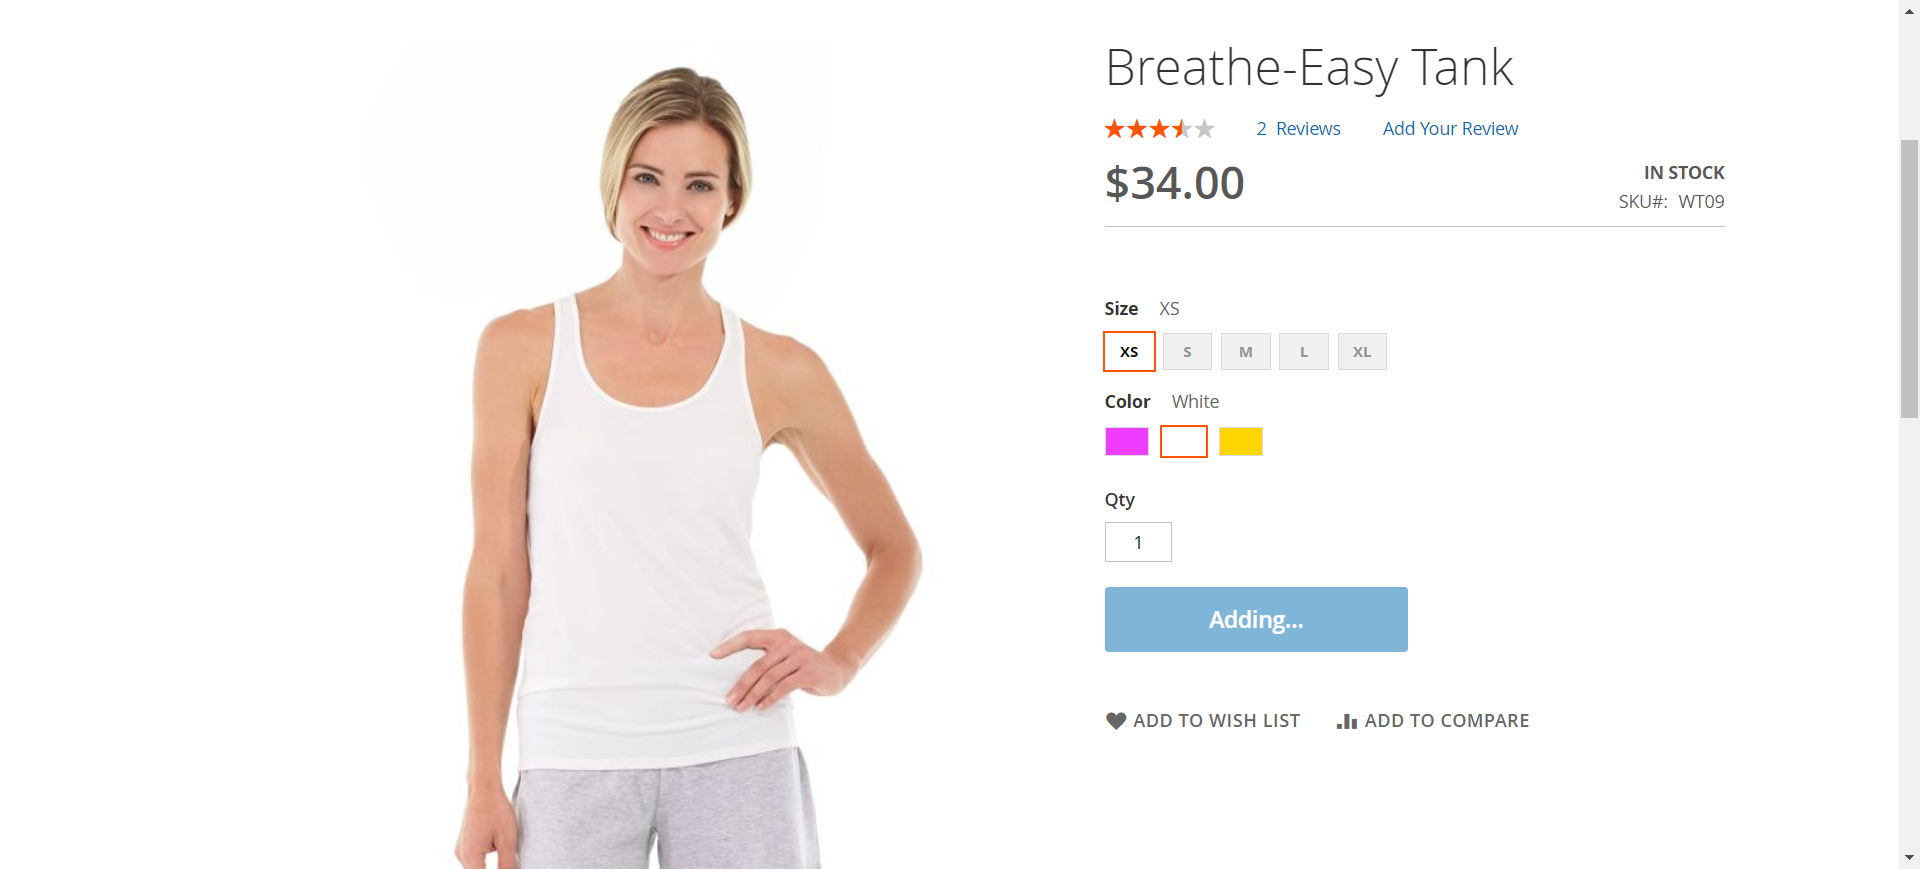 Breathe-Easy Tank
2 Reviews Add Your Review
$34.00
IN STOCK
SKU#: WT09
Size XS
XS S M L XL
Color White
Qty
1
Adding...
ADD TO WISH LIST ADD TO COMPARE